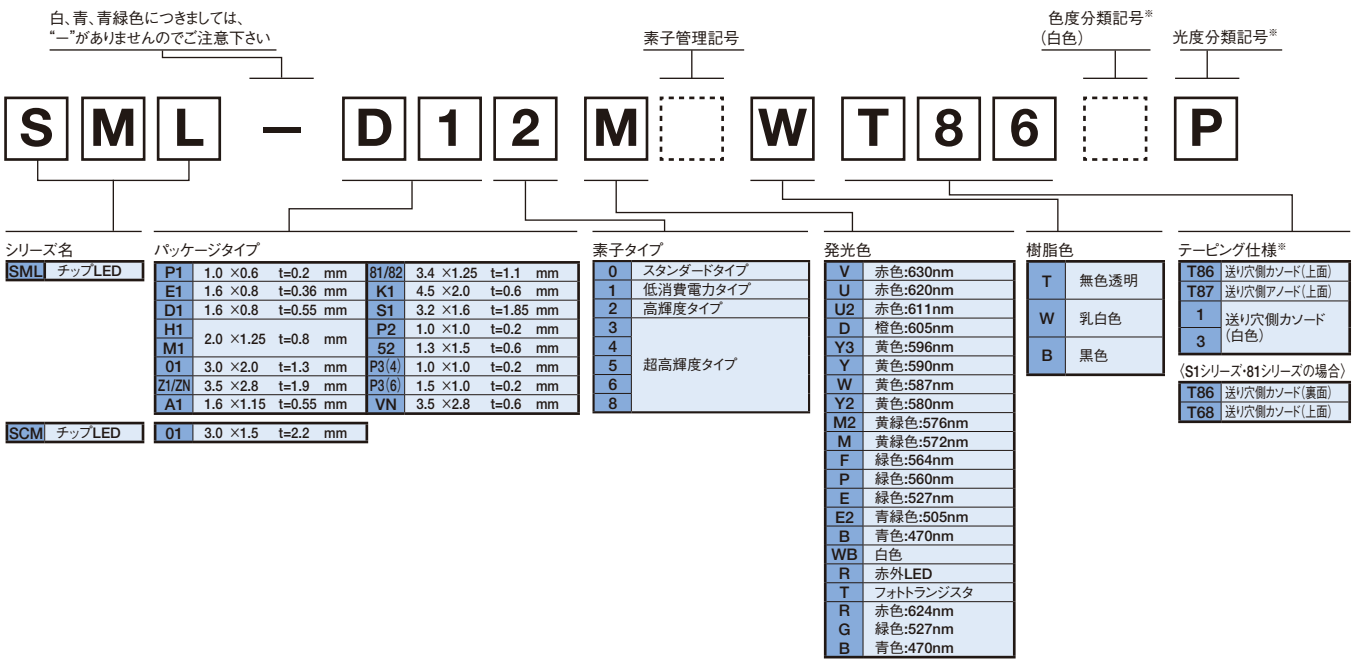 白、青、青緑色につきましては、
“ー”がありませんのでご注意下さい
素子管理記号
色度分類記号※
(白色)
光度分類記号※
S M L － D 1 2 M W T 8 6 P
シリーズ名
SML チップLED
SCM チップLED
パッケージタイプ
P1 1.0 ×0.6 t=0.2 mm
E1 1.6 ×0.8 t=0.36 mm
D1 1.6 ×0.8 t=0.55 mm
H1
M1
2.0 ×1.25 t=0.8 mm
01 3.0 ×2.0 t=1.3 mm
Z1/ZN 3.5 ×2.8 t=1.9 mm
A1 1.6 ×1.15 t=0.55 mm
81/82 3.4 ×1.25 t=1.1 mm
K1 4.5 ×2.0 t=0.6 mm
S1 3.2 ×1.6 t=1.85 mm
P2 1.0 ×1.0 t=0.2 mm
52 1.3 ×1.5 t=0.6 mm
P3(4) 1.0 ×1.0 t=0.2 mm
P3(6) 1.5 ×1.0 t=0.2 mm
VN 3.5 ×2.8 t=0.6 mm
01 3.0 ×1.5 t=2.2 mm
素子タイプ
0 スタンダードタイプ
1 低消費電力タイプ
2 高輝度タイプ
3
4
5 超高輝度タイプ
6
8
発光色
V 赤色:630nm
U 赤色:620nm
U2 赤色:611nm
D 橙色:605nm
Y3 黄色:596nm
Y 黄色:590nm
W 黄色:587nm
Y2 黄色:580nm
M2 黄緑色:576nm
M 黄緑色:572nm
F 緑色:564nm
P 緑色:560nm
E 緑色:527nm
E2 青緑色:505nm
B 青色:470nm
WB 白色
R 赤外LED
T フォトトランジスタ
R 赤色:624nm
G 緑色:527nm
B 青色:470nm
樹脂色
T 無色透明
W 乳白色
B 黒色
テーピング仕様※
T86 送り穴側カソード(上面)
T87 送り穴側アノード(上面)
1
3
送り穴側カソード
(白色)
〈S1シリーズ・81シリーズの場合〉
T86 送り穴側カソード(裏面)
T68 送り穴側カソード(上面)